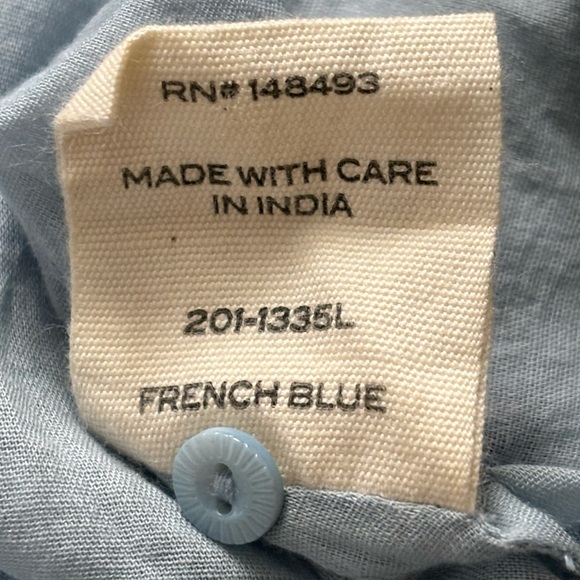 RN# 148493
MADE WITH CARE
IN INDIA
201-1335L
FRENCH BLUE